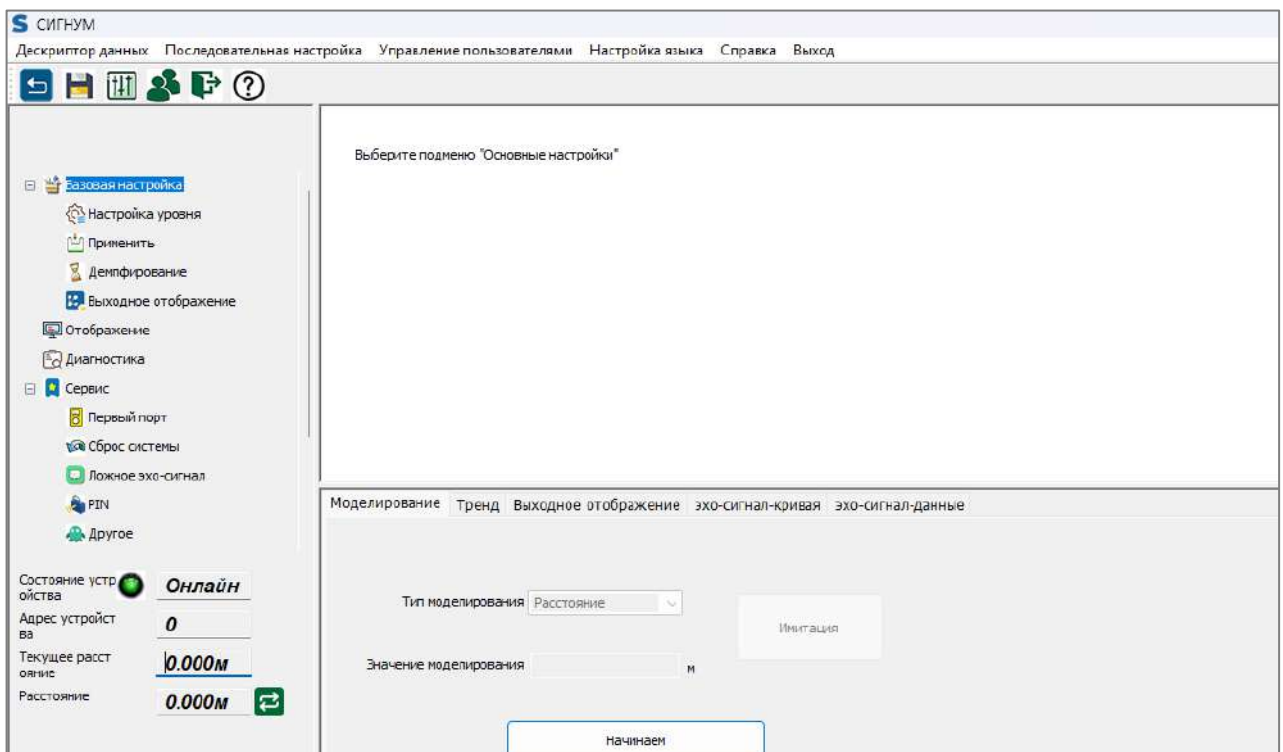 СИГНУМ
Дескриптор данных Последовательная настройка Управление пользователями Настройка языка Справка Выход
Выберите подменю "Основные настройки"
Базовая настройка
Настройка уровня
Применить
Демпфирование
Выходное отображение
Отображение
Диагностика
Сервис
Первый порт
Сброс системы
Ложное эхо-сигнал
PIN
Другое
Состояние устр
ойства
Онлайн
Адрес устройст
ва
0
Текущее расст
ояние
0.000м
Расстояние
0.000м
Моделирование Тренд Выходное отображение эхо-сигнал-кривая эхо-сигнал-данные
Тип моделирования Расстояние
Имитация
Значение моделирования м
Начинаем